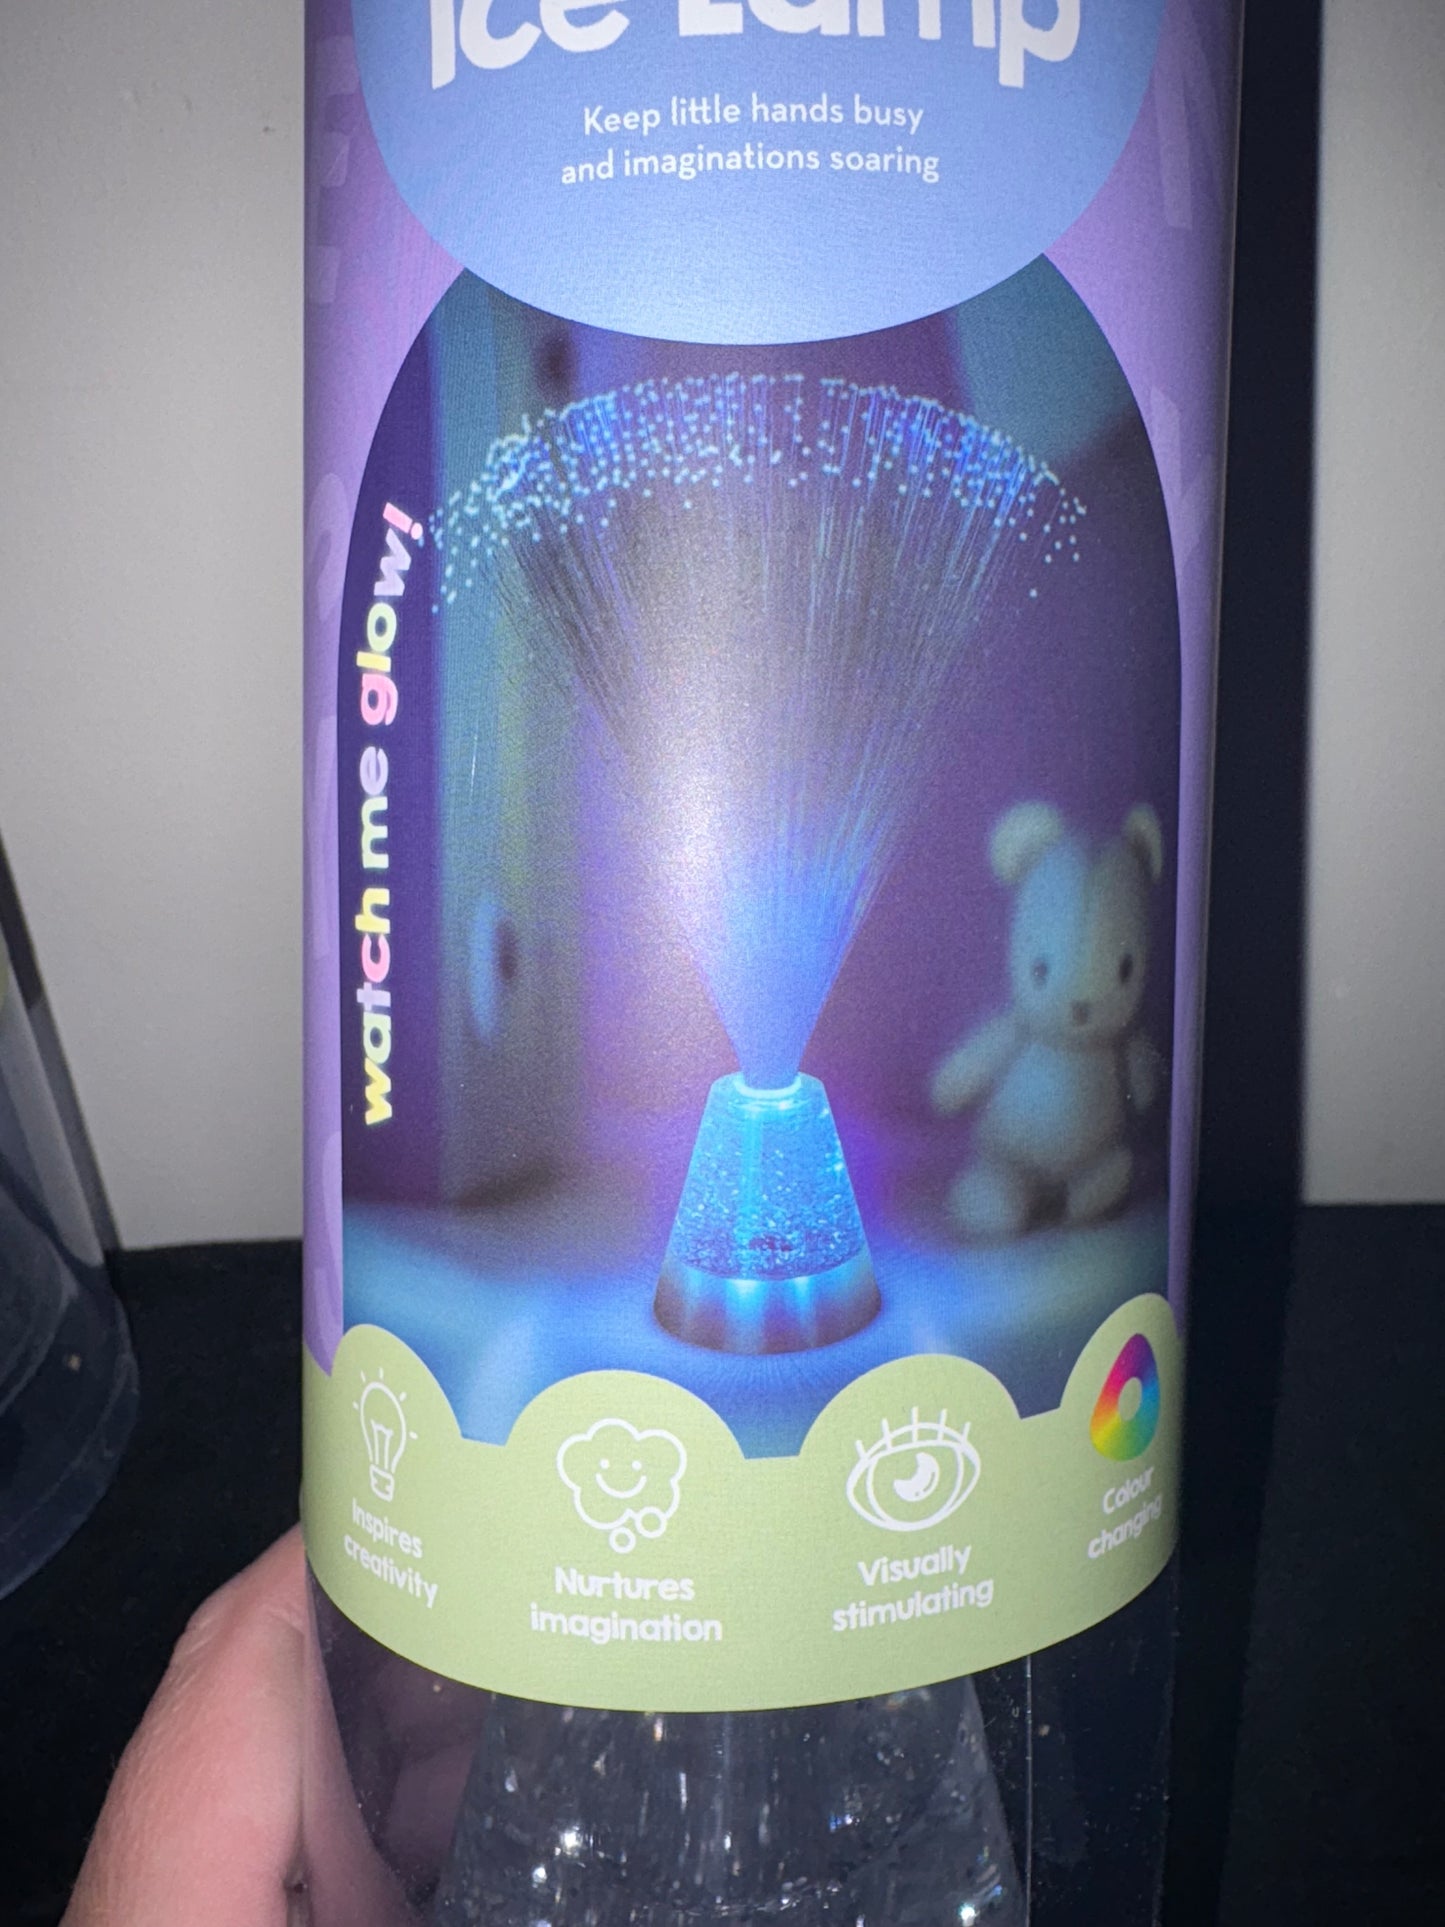 Ice Lamp
Keep little hands busy
and imaginations soaring
watch me glow!
Inspires
creativity
Nurtures
imagination
Visually
stimulating
Colour
changing